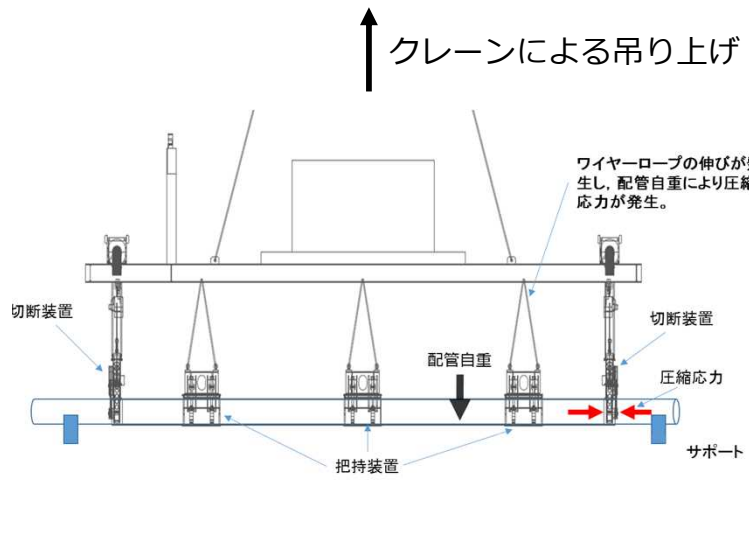 クレーンによる吊り上げ
ワイヤーロープの伸びが
生し，配管自重により圧縮
応力が発生。
切断装置
切断装置
配管自重
圧縮応力
サポート
把持装置